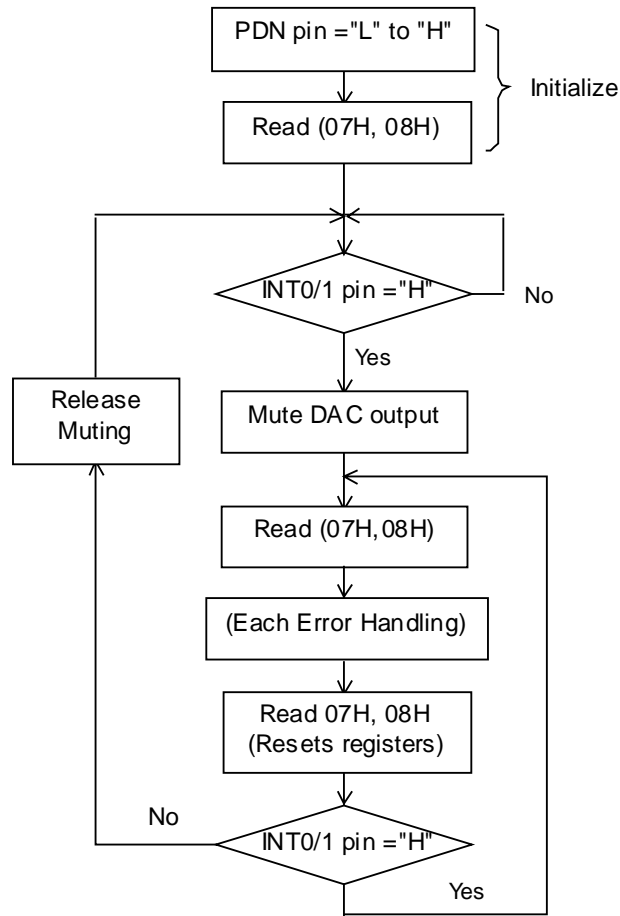 PDN pin ="L" to "H"
Initialize
Read (07H, 08H)
INT0/1 pin ="H"
No
Yes
Release
Muting
Mute DAC output
Read (07H,08H)
(Each Error Handling)
Read 07H, 08H
(Resets registers)
No
INT0/1 pin ="H"
Yes